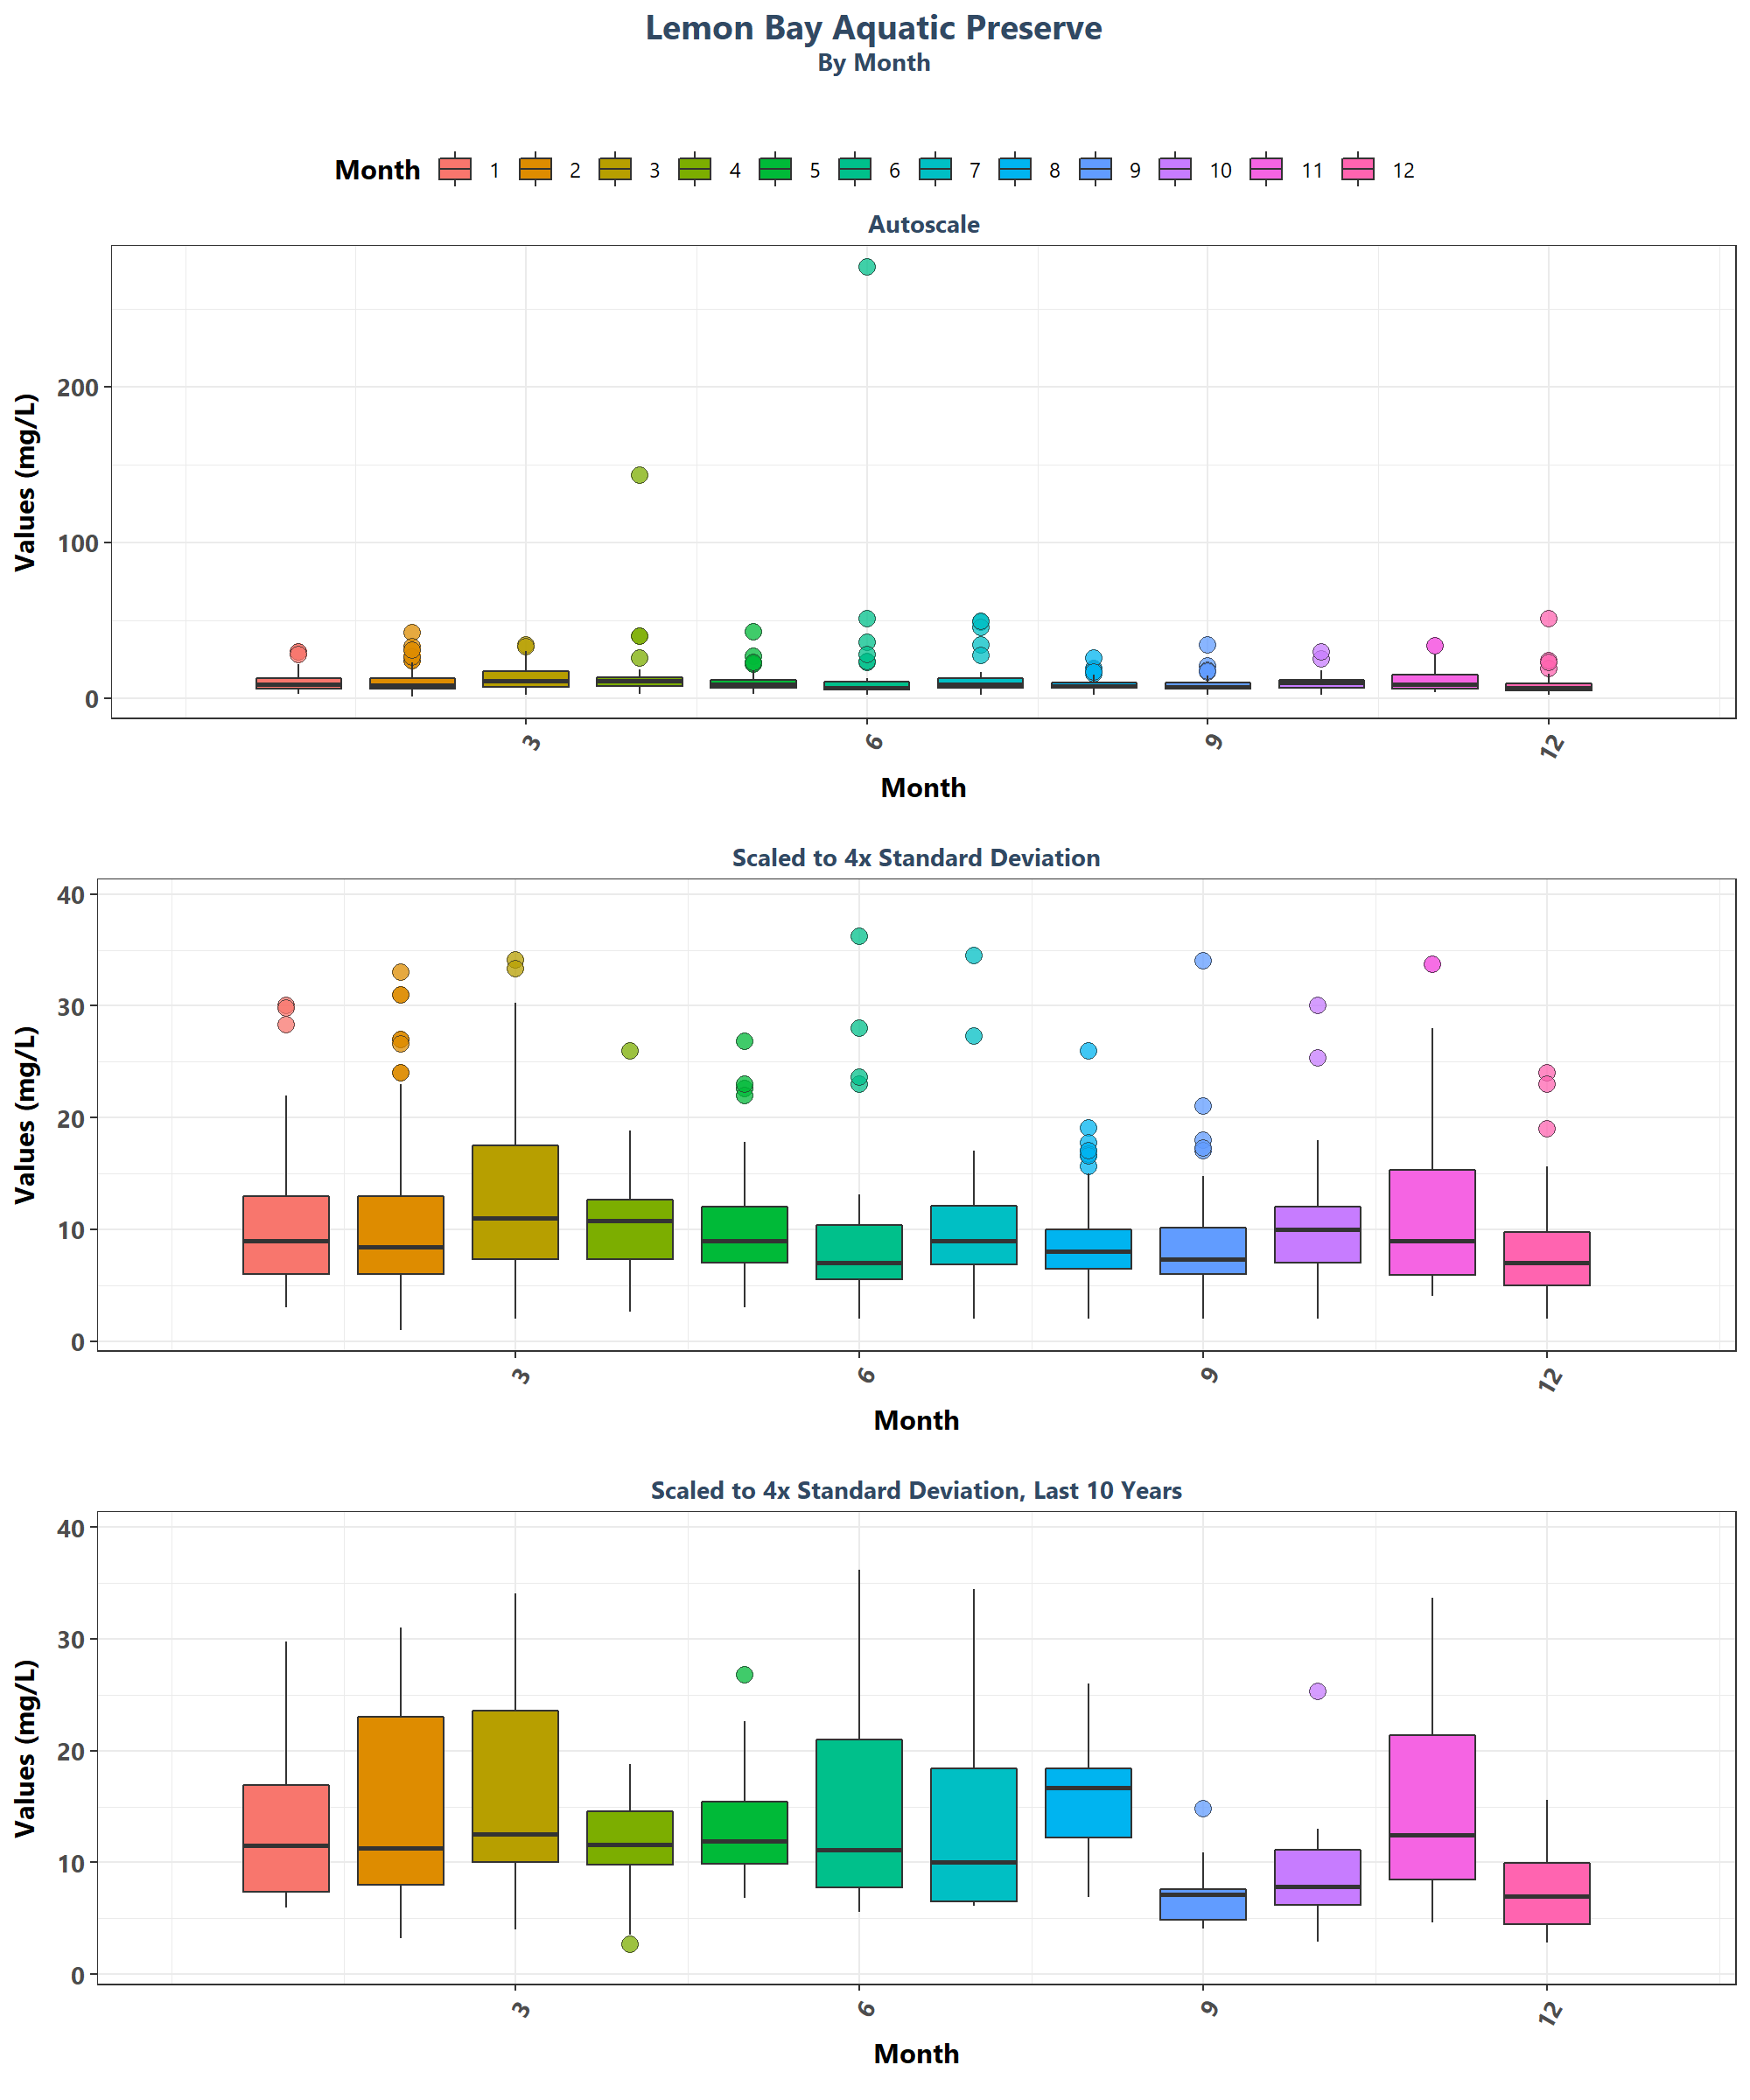 Lemon Bay Aquatic Preserve
By Month
Month 1 2 3 4 5 6 7 8 9 10 11 12
Autoscale
Values (mg/L)
200
100
0
3 6 9 12
Month
Scaled to 4x Standard Deviation
Values (mg/L)
40
30
20
10
0
3 6 9 12
Month
Scaled to 4x Standard Deviation, Last 10 Years
Values (mg/L)
40
30
20
10
0
3 6 9 12
Month